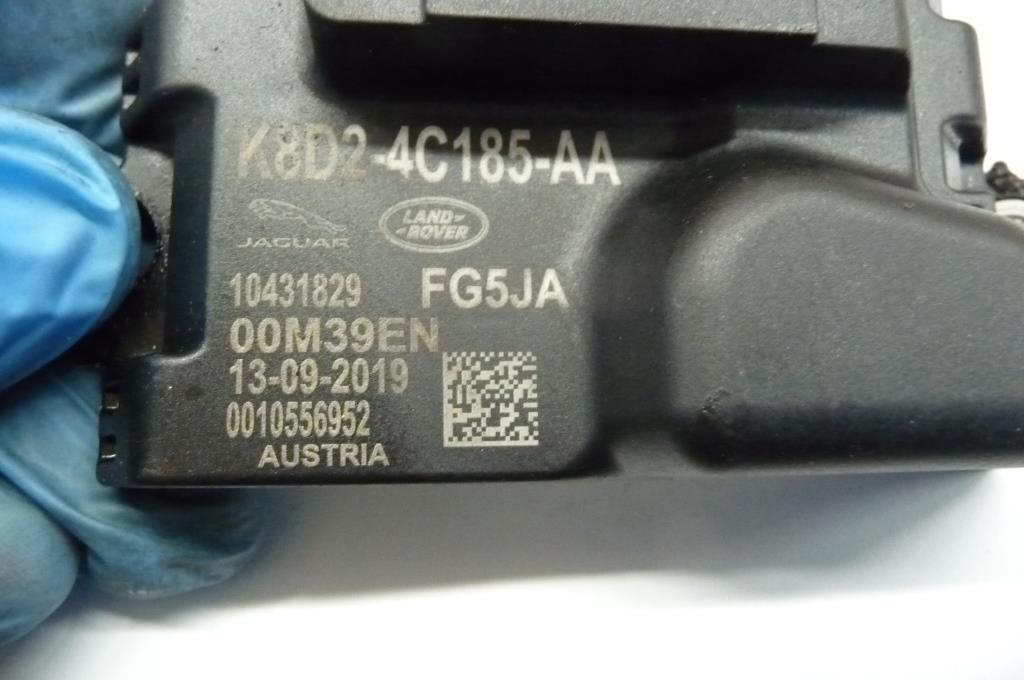 K8D2-4C185-AA
JAGUAR LAND-ROVER
10431829 FG5JA
00M39EN
13-09-2019
0010556952
AUSTRIA